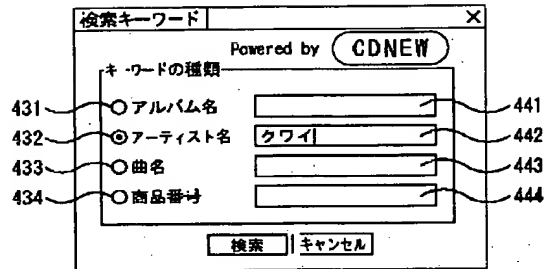 検索キーワード ×
Powered by CDNEW
キーワードの種類
431 アルバム名 441
432 アーティスト名 クワイ 442
433 曲名 443
434 商品番号 444
検索 キャンセル